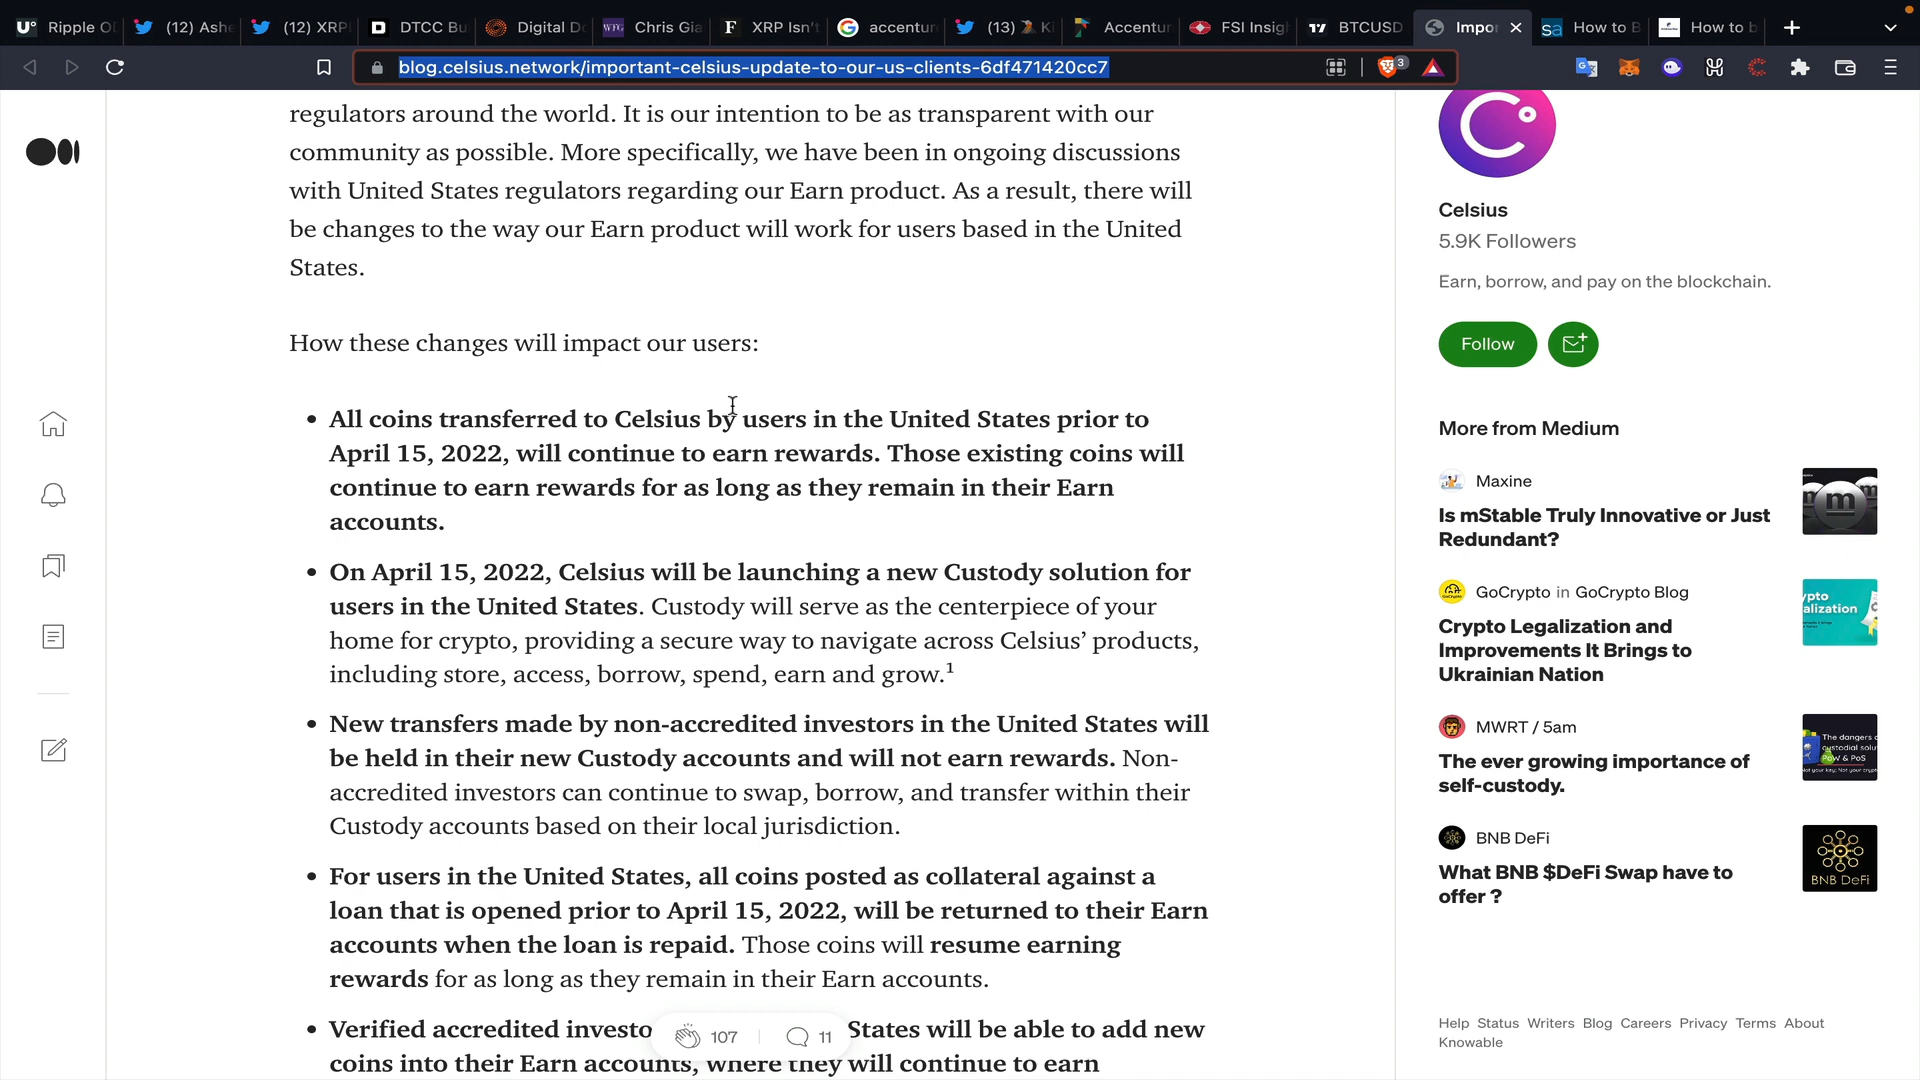 Ripple O
(12) Ashe
(12) XRP
DTCC Bu
Digital Do
Chris Gia
XRP Isn't
accentur
(13)
Accentur
FSI Insig
BTCUSD
Impo
How to B
How to b
blog.celsius.network/important-celsius-update-to-our-us-clients-6df471420cc7
3
regulators around the world. It is our intention to be as transparent with our
community as possible. More specifically, we have been in ongoing discussions
with United States regulators regarding our Earn product. As a result, there will
be changes to the way our Earn product will work for users based in the United
States.
How these changes will impact our users:
• All coins transferred to Celsius by users in the United States prior to
April 15, 2022, will continue to earn rewards. Those existing coins will
continue to earn rewards for as long as they remain in their Earn
accounts.
• On April 15, 2022, Celsius will be launching a new Custody solution for
users in the United States. Custody will serve as the centerpiece of your
home for crypto, providing a secure way to navigate across Celsius’ products,
including store, access, borrow, spend, earn and grow.¹
• New transfers made by non-accredited investors in the United States will
be held in their new Custody accounts and will not earn rewards. Non-
accredited investors can continue to swap, borrow, and transfer within their
Custody accounts based on their local jurisdiction.
• For users in the United States, all coins posted as collateral against a
loan that is opened prior to April 15, 2022, will be returned to their Earn
accounts when the loan is repaid. Those coins will resume earning
rewards for as long as they remain in their Earn accounts.
• Verified accredited investo States will be able to add new
coins into their Earn accounts, where they will continue to earn
107
11
Celsius
5.9K Followers
Earn, borrow, and pay on the blockchain.
Follow
More from Medium
Maxine
Is mStable Truly Innovative or Just
Redundant?
GoCrypto in GoCrypto Blog
Crypto Legalization and
Improvements It Brings to
Ukrainian Nation
ypto
alization
MWRT / 5am
The ever growing importance of
self-custody.
The dangers
custodial solu
PoW & PoS
BNB DeFi
What BNB $DeFi Swap have to
offer ?
BNB DeFi
Help Status Writers Blog Careers Privacy Terms About
Knowable